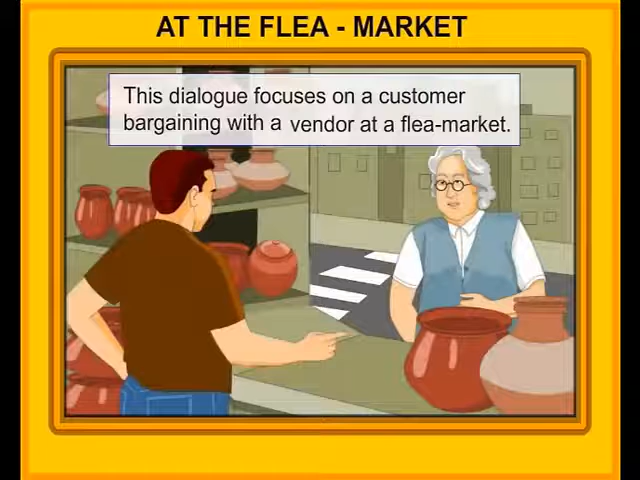 AT THE FLEA - MARKET
This dialogue focuses on a customer
bargaining with a vendor at a flea-market.